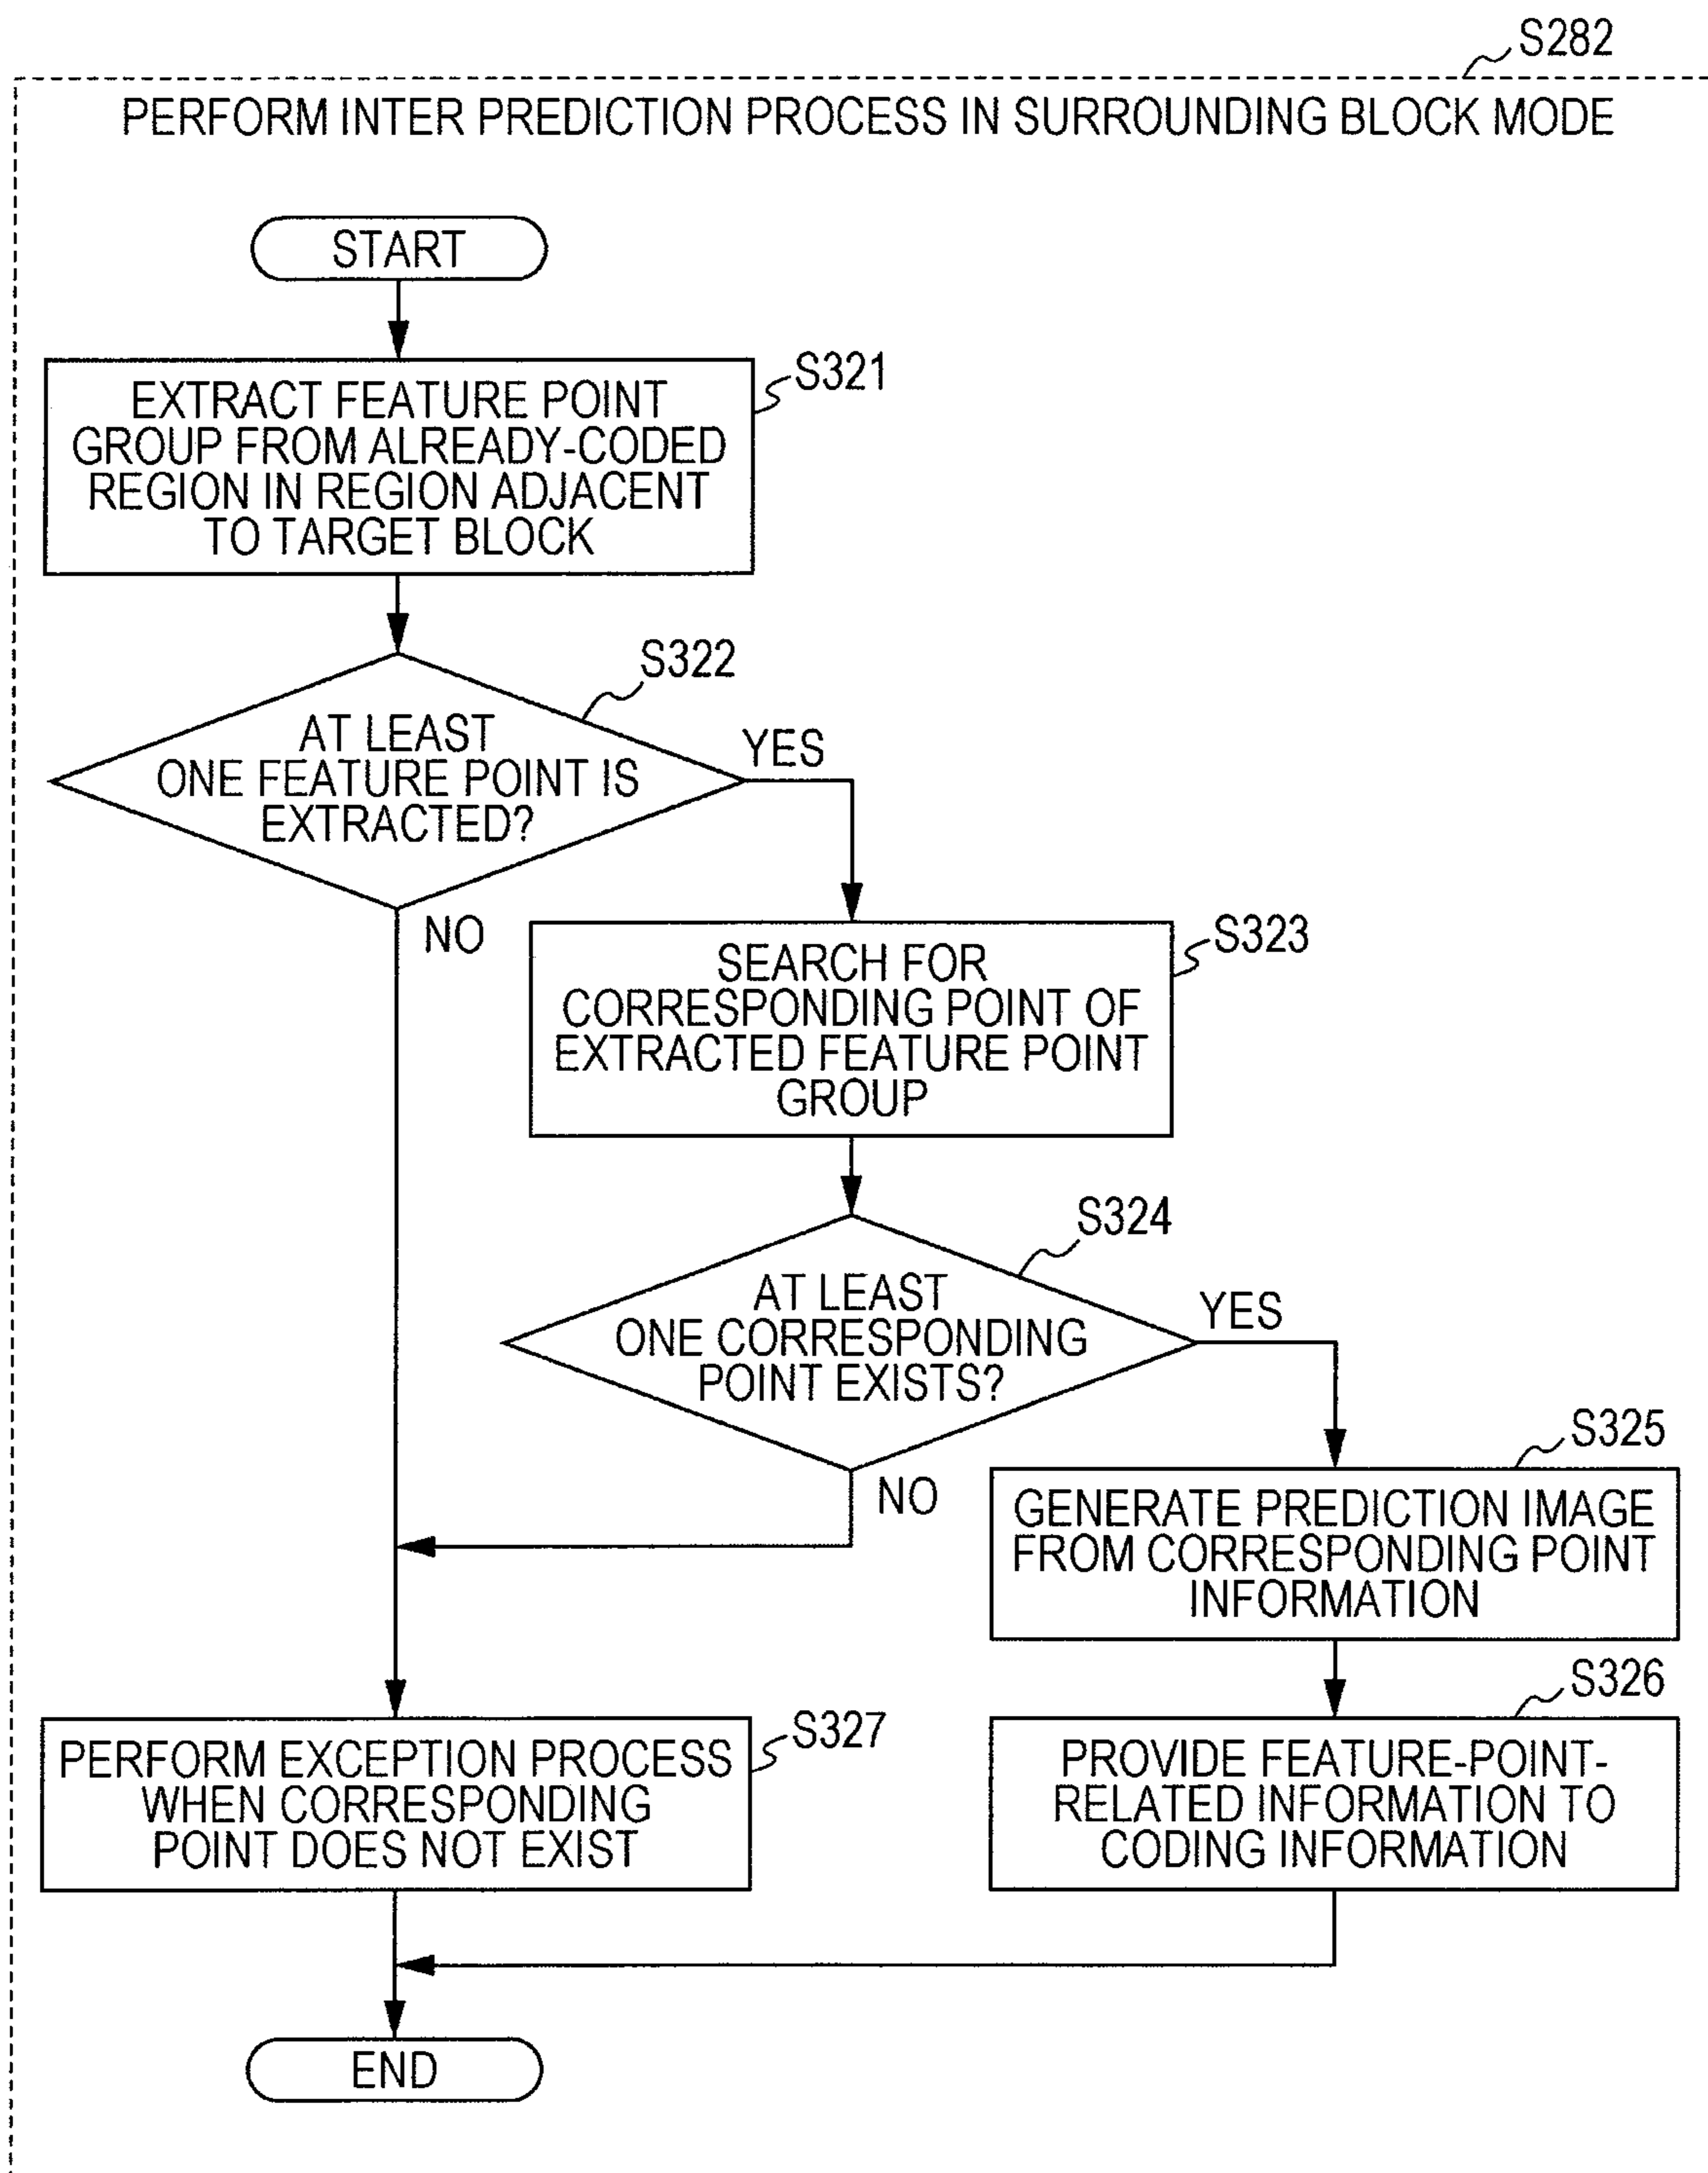 S282
PERFORM INTER PREDICTION PROCESS IN SURROUNDING BLOCK MODE
START
S321
EXTRACT FEATURE POINT
GROUP FROM ALREADY-CODED
REGION IN REGION ADJACENT
TO TARGET BLOCK
S322
AT LEAST
ONE FEATURE POINT IS
EXTRACTED?
YES
NO
S323
SEARCH FOR
CORRESPONDING POINT OF
EXTRACTED FEATURE POINT
GROUP
S324
AT LEAST
ONE CORRESPONDING
POINT EXISTS?
YES
NO
S325
GENERATE PREDICTION IMAGE
FROM CORRESPONDING POINT
INFORMATION
S326
PROVIDE FEATURE-POINT-
RELATED INFORMATION TO
CODING INFORMATION
S327
PERFORM EXCEPTION PROCESS
WHEN CORRESPONDING
POINT DOES NOT EXIST
END